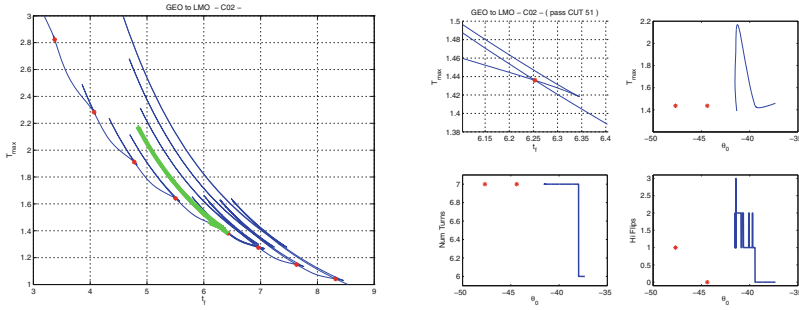 GEO to LMO - C02 -
T_max
3
2.8
2.6
2.4
2.2
2
1.8
1.6
1.4
1.2
1
3 4 5 6 7 8 9
t_f
GEO to LMO - C02 - ( pass CUT 51 )
T_max
1.5
1.48
1.46
1.44
1.42
1.4
1.38
6.15 6.2 6.25 6.3 6.35 6.4
t_f
T_max
2.2
2
1.8
1.6
1.4
−50 −45 −40 −35
θ_0
Num Turns
7
6.8
6.6
6.4
6.2
6
−50 −45 −40 −35
θ_0
Hi Flips
3
2.5
2
1.5
1
0.5
0
−50 −45 −40 −35
θ_0